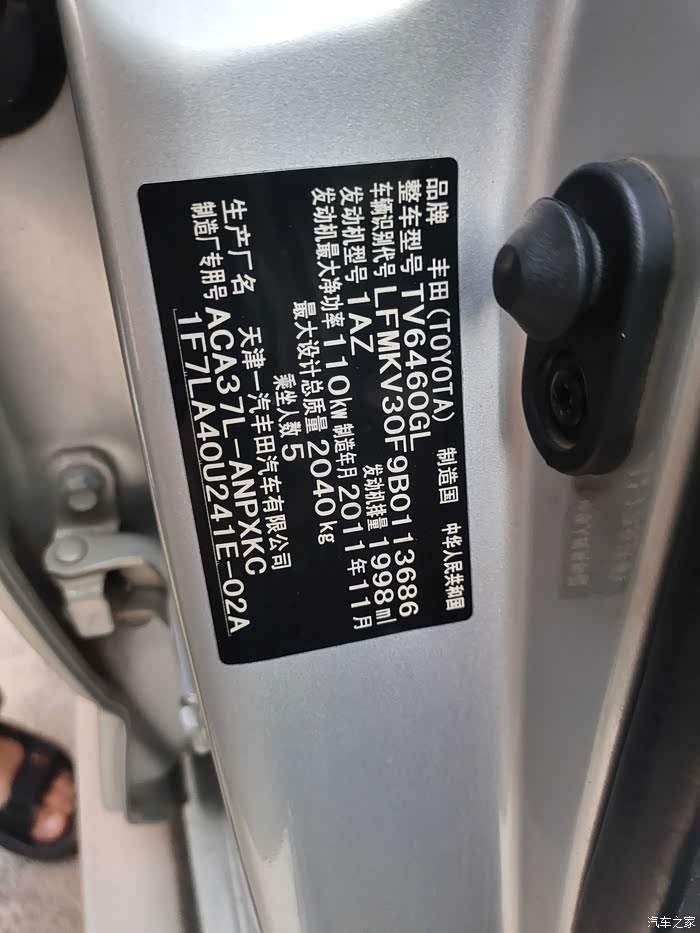 品牌 丰田(TOYOTA) 制造国 中华人民共和国
整车型号 TV6460GL
车辆识别代号 LFMKV30F9B0113686
发动机型号 1AZ 发动机排量 1998ml
发动机最大净功率 110kW 制造年月 2011年11月
最大设计总质量 2040kg
乘坐人数 5
生产厂名 天津一汽丰田汽车有限公司
制造厂专用号 ACA37L-ANPXKC
1F7LA40U241E-02A
汽车之家